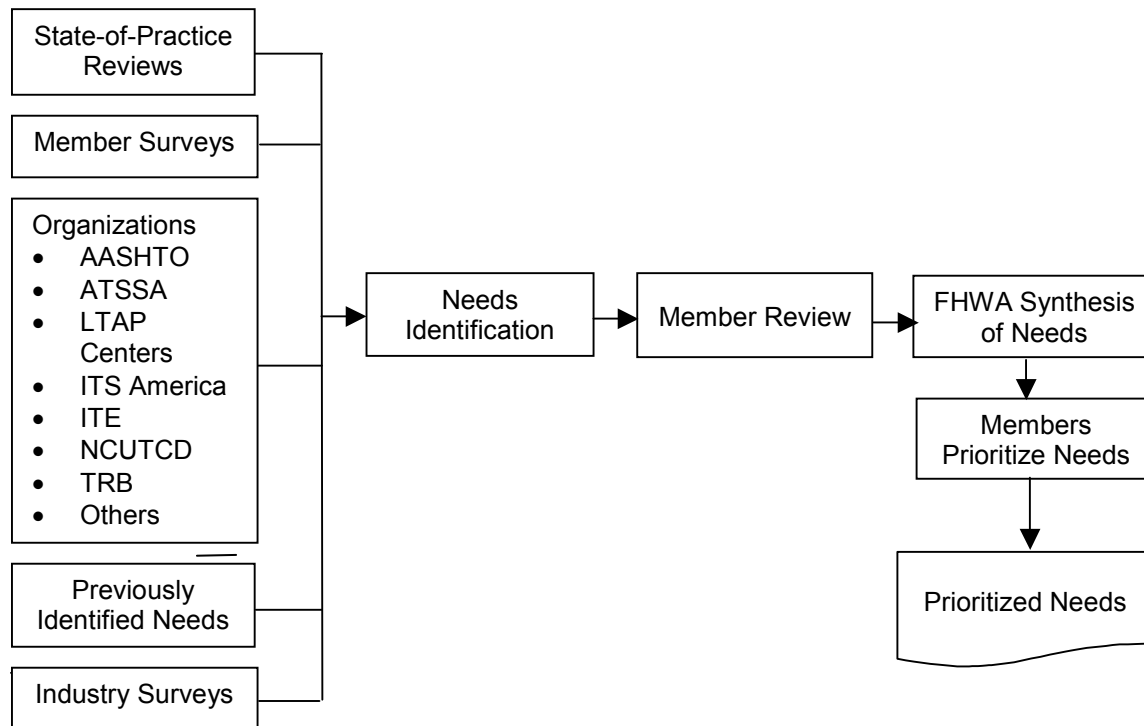 State-of-Practice
Reviews
Member Surveys
Organizations
• AASHTO
• ATSSA
• LTAP
Centers
• ITS America
• ITE
• NCUTCD
• TRB
• Others
Previously
Identified Needs
Industry Surveys
Needs
Identification
Member Review
FHWA Synthesis
of Needs
Members
Prioritize Needs
Prioritized Needs